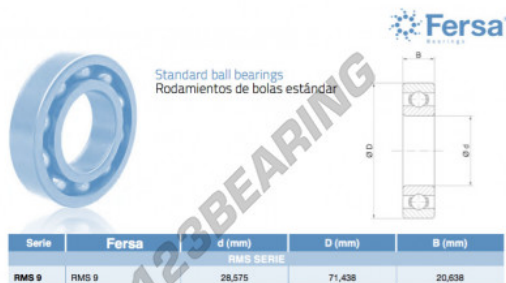 Fersa
Bearings
Standard ball bearings
Rodamientos de bolas estándar
B
Ø D
Ø d
123BEARING
Serie Fersa d (mm) D (mm) B (mm)
RMS SERIE
RMS 9 RMS 9 28,575 71,438 20,638